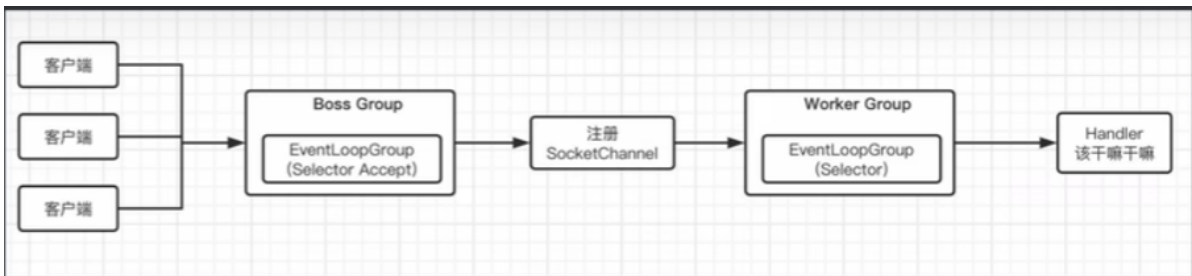 客户端
客户端
客户端
Boss Group
EventLoopGroup
(Selector Accept)
注册
SocketChannel
Worker Group
EventLoopGroup
(Selector)
Handler
该干嘛干嘛